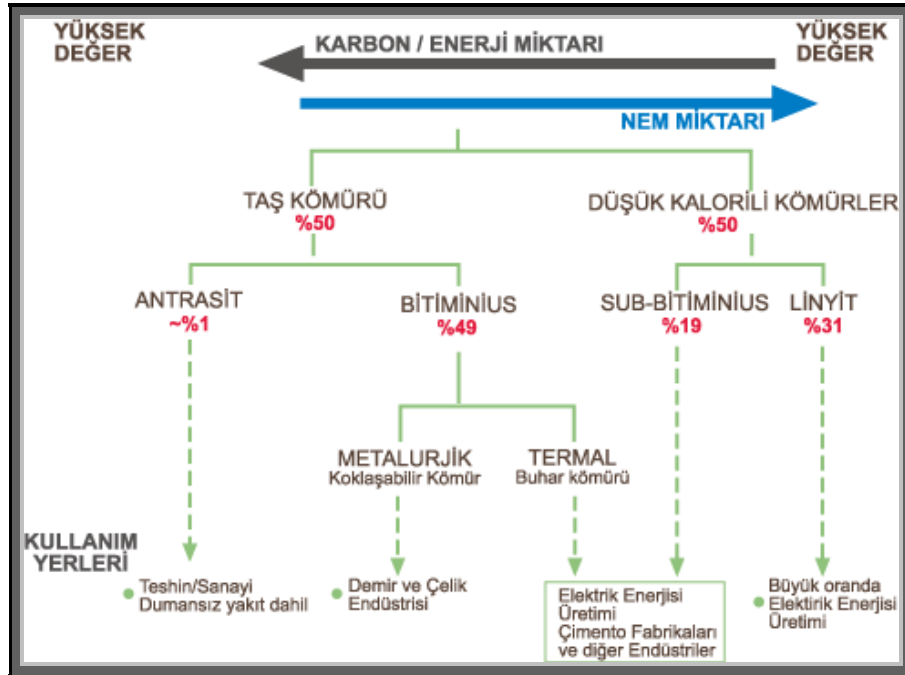 YÜKSEK
DEĞER
KARBON / ENERJİ MİKTARI
YÜKSEK
DEĞER
NEM MİKTARI
TAŞ KÖMÜRÜ
%50
DÜŞÜK KALORİLİ KÖMÜRLER
%50
ANTRASİT
~%1
BİTİMİNİUS
%49
SUB-BİTİMİNİUS
%19
LİNYİT
%31
METALURJİK
Koklaşabilir Kömür
TERMAL
Buhar kömürü
KULLANIM
YERLERİ
Teshin/Sanayi
Dumansız yakıt dahil
Demir ve Çelik
Endüstrisi
Elektrik Enerjisi
Üretimi
Çimento Fabrikaları
ve diğer Endüstriler
Büyük oranda
Elektirik Enerjisi
Üretimi